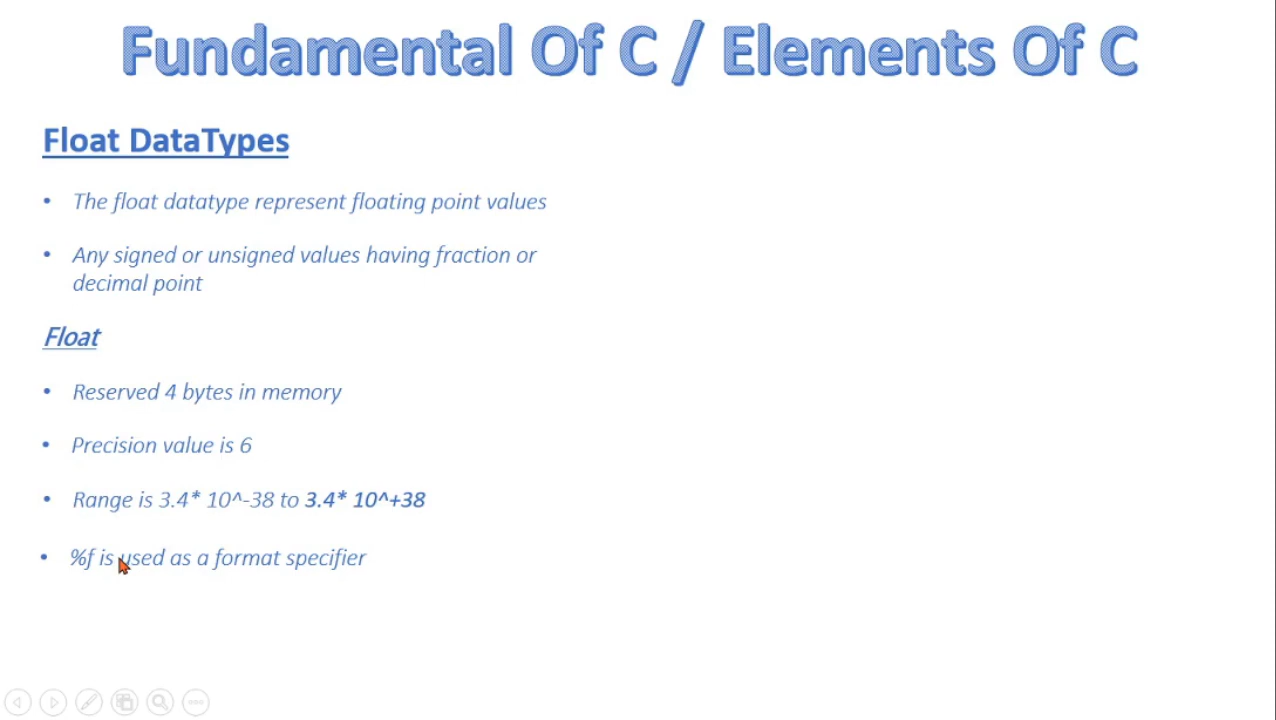 Fundamental Of C / Elements Of C
Float DataTypes
• The float datatype represent floating point values
• Any signed or unsigned values having fraction or
decimal point
Float
• Reserved 4 bytes in memory
• Precision value is 6
• Range is 3.4* 10^-38 to 3.4* 10^+38
• %f is used as a format specifier